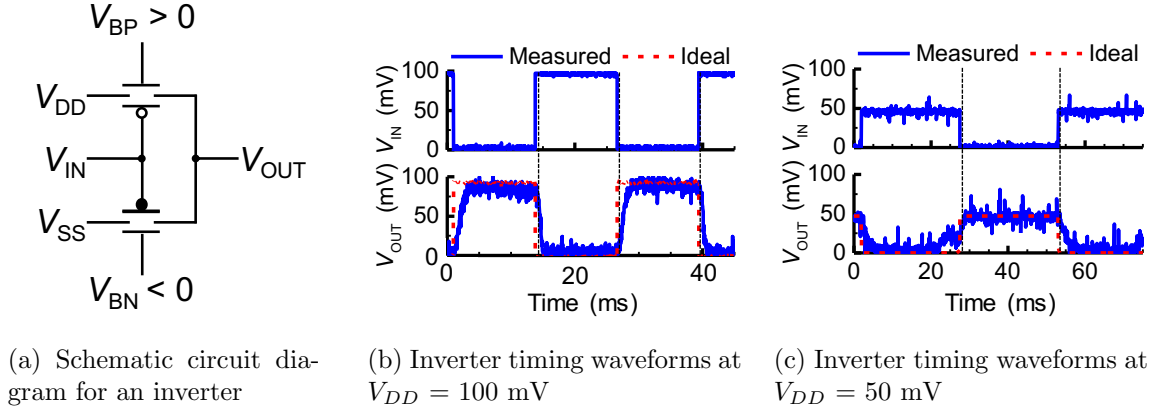 V_BP > 0
V_DD
V_IN
V_OUT
V_SS
V_BN < 0
Measured Ideal
V_IN (mV)
100
50
0
V_OUT (mV)
100
50
0
0 20 40
Time (ms)
Measured Ideal
V_IN (mV)
100
50
0
V_OUT (mV)
100
50
0
0 20 40 60
Time (ms)
(a) Schematic circuit dia-
gram for an inverter
(b) Inverter timing waveforms at
V_DD = 100 mV
(c) Inverter timing waveforms at
V_DD = 50 mV